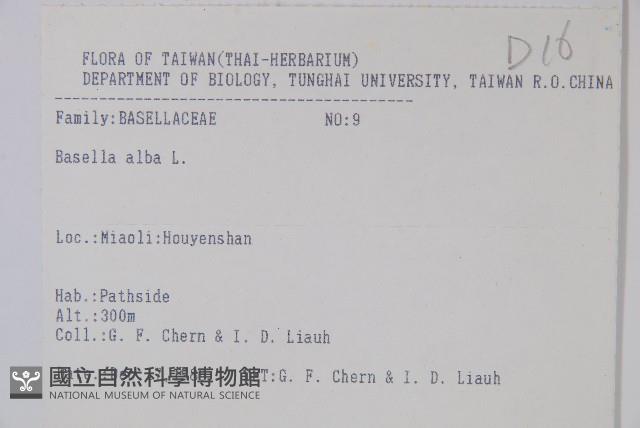 D16
FLORA OF TAIWAN(THAI-HERBARIUM)
DEPARTMENT OF BIOLOGY, TUNGHAI UNIVERSITY, TAIWAN R.O.CHINA
Family:BASELLACEAE NO:9
Basella alba L.
Loc.:Miaoli:Houyenshan
Hab.:Pathside
Alt.:300m
Coll.:G. F. Chern & I. D. Liauh
T:G. F. Chern & I. D. Liauh
國立自然科學博物館
NATIONAL MUSEUM OF NATURAL SCIENCE